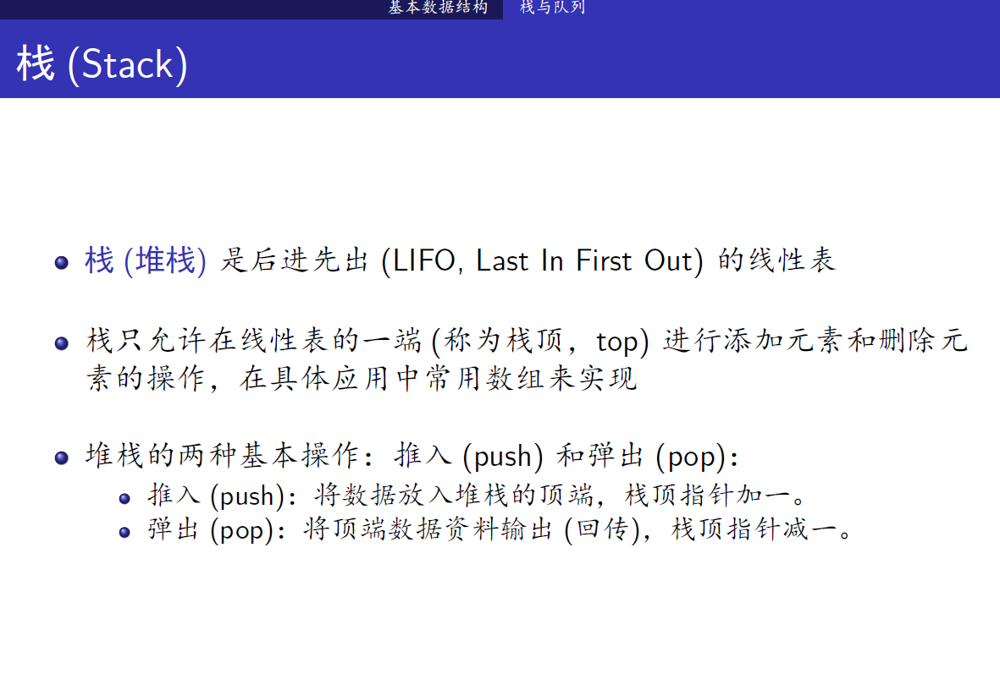 基本数据结构 栈与队列
栈 (Stack)
栈 (堆栈) 是后进先出 (LIFO, Last In First Out) 的线性表
栈只允许在线性表的一端 (称为栈顶，top) 进行添加元素和删除元
素的操作，在具体应用中常用数组来实现
堆栈的两种基本操作：推入 (push) 和弹出 (pop)：
推入 (push)：将数据放入堆栈的顶端，栈顶指针加一。
弹出 (pop)：将顶端数据资料输出 (回传)，栈顶指针减一。